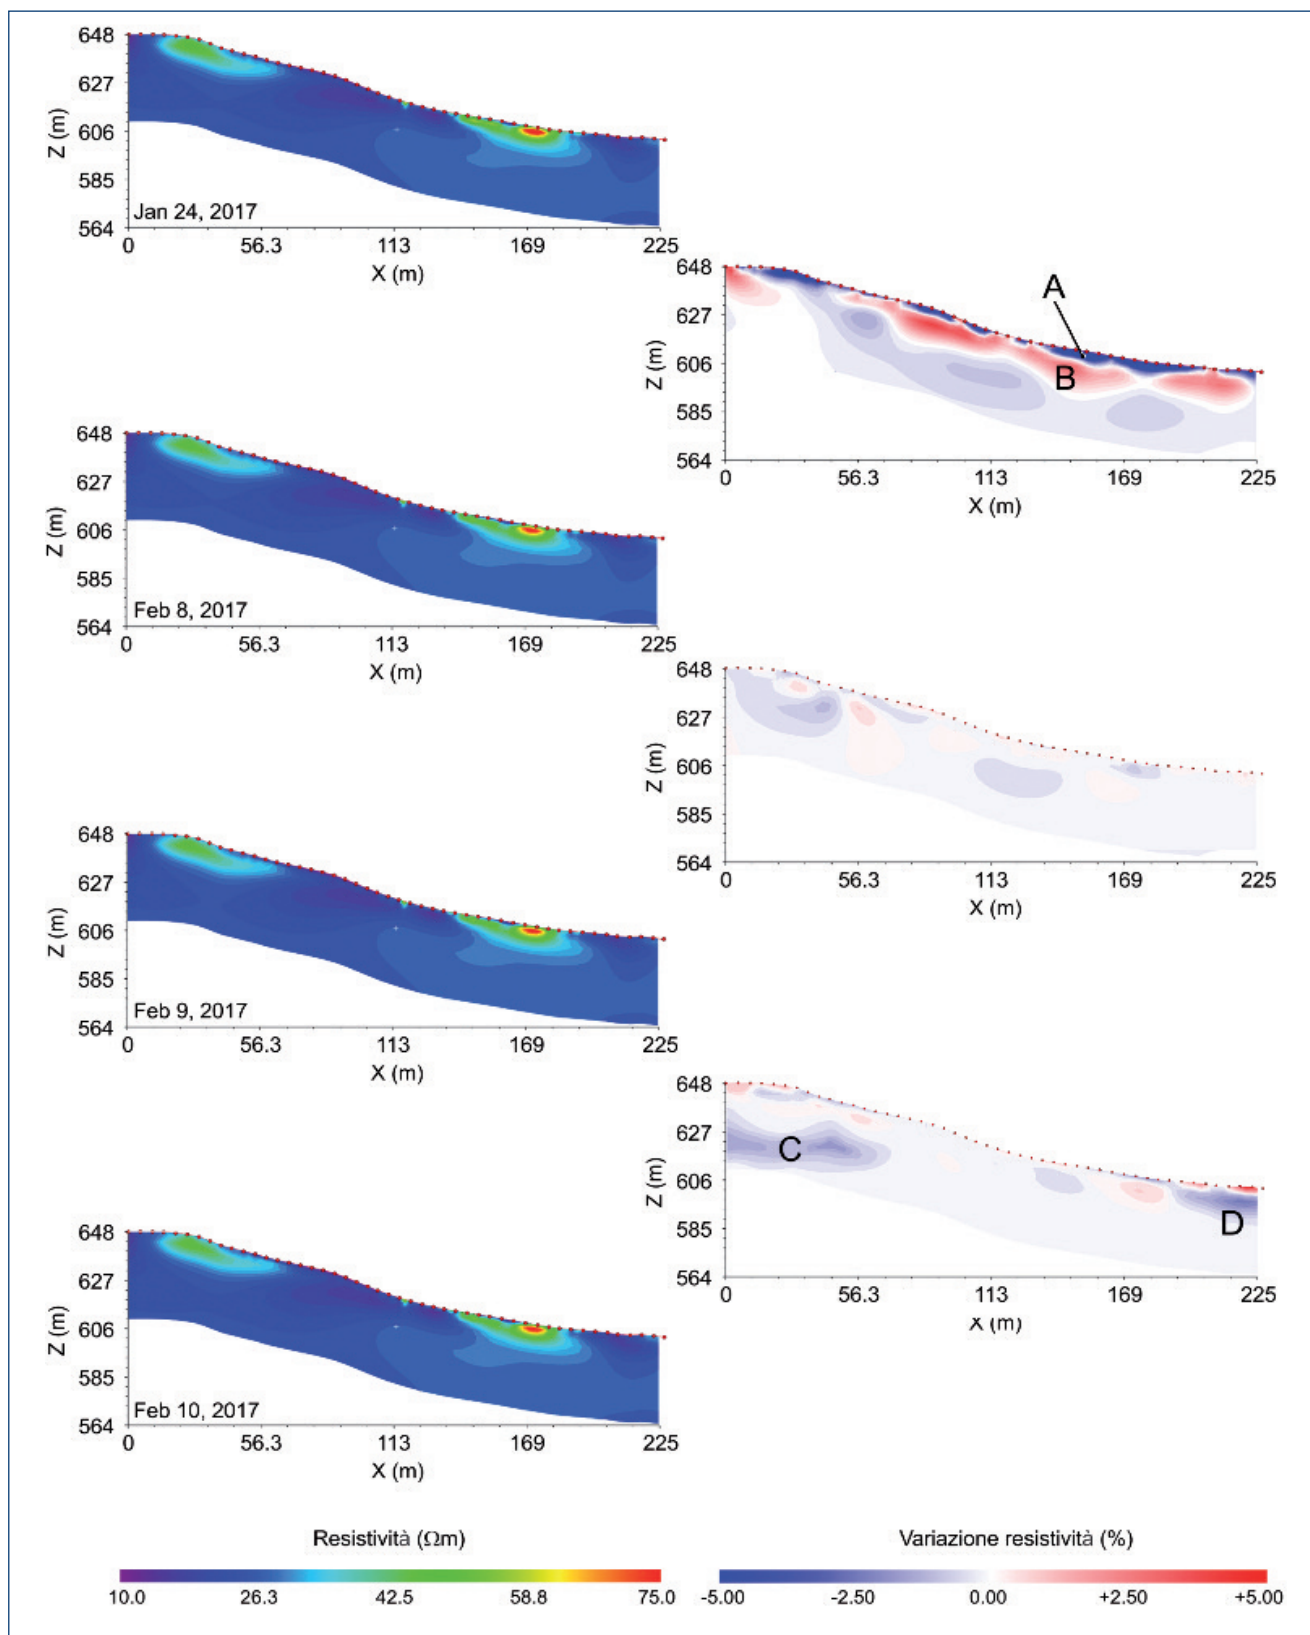 648
627
606
585
564
Z (m)
Jan 24, 2017
0 56.3 113 169 225
X (m)
648
627
606
585
564
Z (m)
A
B
0 56.3 113 169 225
X (m)
648
627
606
585
564
Z (m)
Feb 8, 2017
0 56.3 113 169 225
X (m)
648
627
606
585
564
Z (m)
0 56.3 113 169 225
X (m)
648
627
606
585
564
Z (m)
Feb 9, 2017
0 56.3 113 169 225
X (m)
648
627
606
585
564
Z (m)
C
D
0 56.3 113 169 225
X (m)
648
627
606
585
564
Z (m)
Feb 10, 2017
0 56.3 113 169 225
X (m)
Resistività (Ωm)
10.0 26.3 42.5 58.8 75.0
Variazione resistività (%)
-5.00 -2.50 0.00 +2.50 +5.00